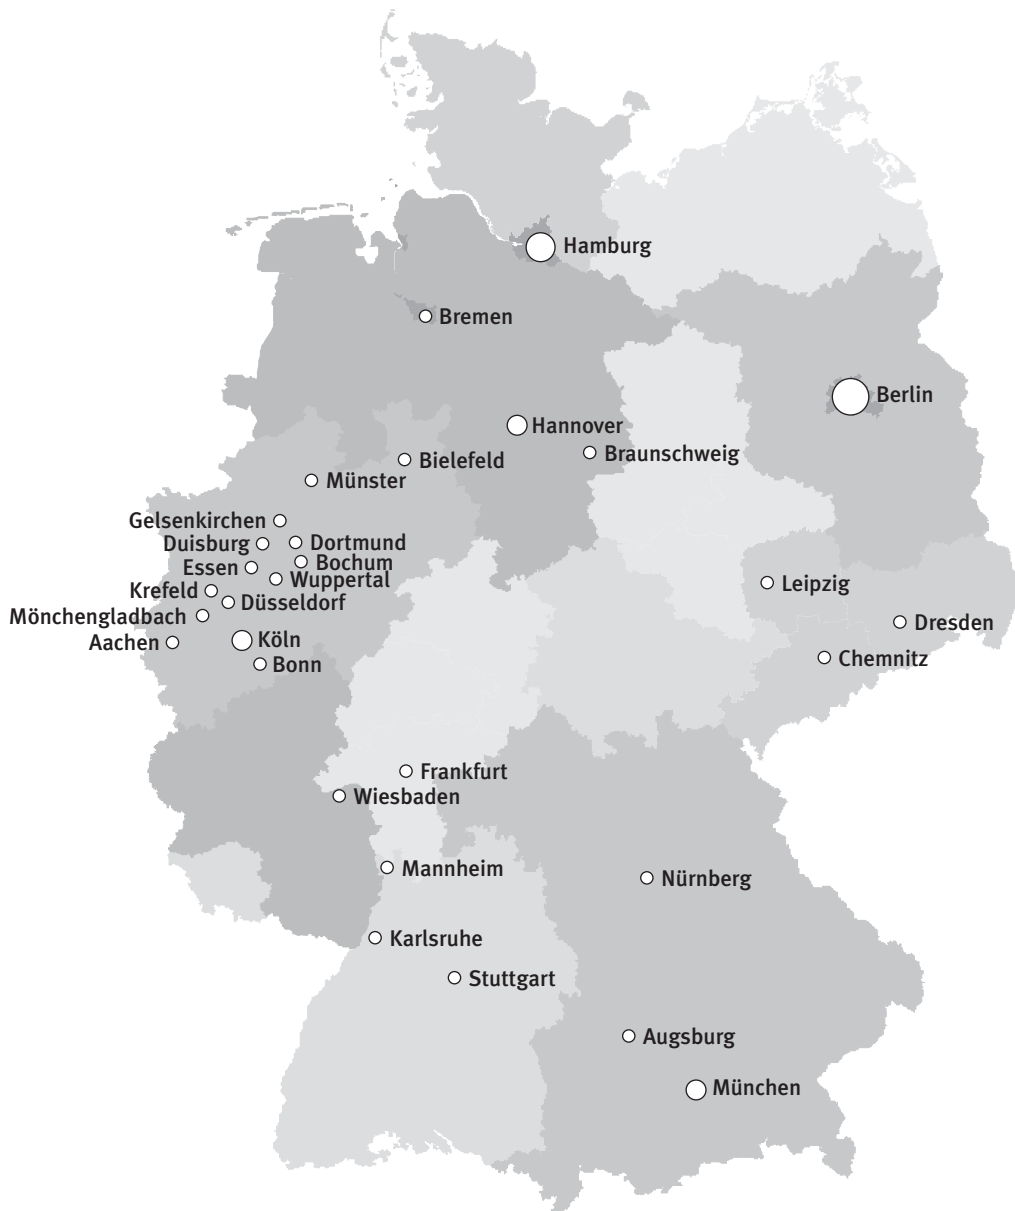 Hamburg
Bremen
Berlin
Hannover
Braunschweig
Bielefeld
Münster
Gelsenkirchen
Duisburg
Dortmund
Essen
Bochum
Wuppertal
Krefeld
Düsseldorf
Mönchengladbach
Aachen
Köln
Bonn
Leipzig
Dresden
Chemnitz
Frankfurt
Wiesbaden
Mannheim
Nürnberg
Karlsruhe
Stuttgart
Augsburg
München